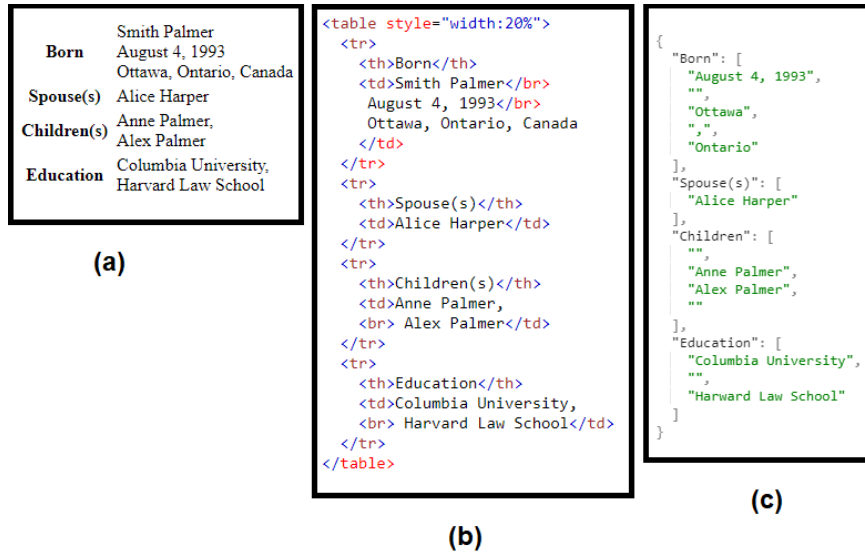 Smith Palmer
Born August 4, 1993
Ottawa, Ontario, Canada
Spouse(s) Alice Harper
Children(s) Anne Palmer,
Alex Palmer
Education Columbia University,
Harvard Law School
(a)
<table style="width:20%">
<tr>
<th>Born</th>
<td>Smith Palmer</br>
August 4, 1993</br>
Ottawa, Ontario, Canada
</td>
</tr>
<tr>
<th>Spouse(s)</th>
<td>Alice Harper</td>
</tr>
<tr>
<th>Children(s)</th>
<td>Anne Palmer,
<br> Alex Palmer</td>
</tr>
<tr>
<th>Education</th>
<td>Columbia University,
<br> Harvard Law School</td>
</tr>
</table>
(b)
{
"Born": [
"August 4, 1993",
"",
"Ottawa",
",",
"Ontario"
],
"Spouse(s)": [
"Alice Harper"
],
"Children": [
"",
"Anne Palmer",
"Alex Palmer",
""
],
"Education": [
"Columbia University",
"",
"Harward Law School"
]
}
(c)